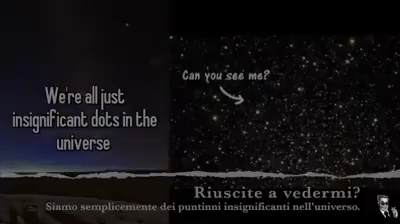 We're all just
insignificant dots in the
universe
Can you see me?
Riuscite a vedermi?
Siamo semplicemente dei puntinni insignificanti nell'universo.